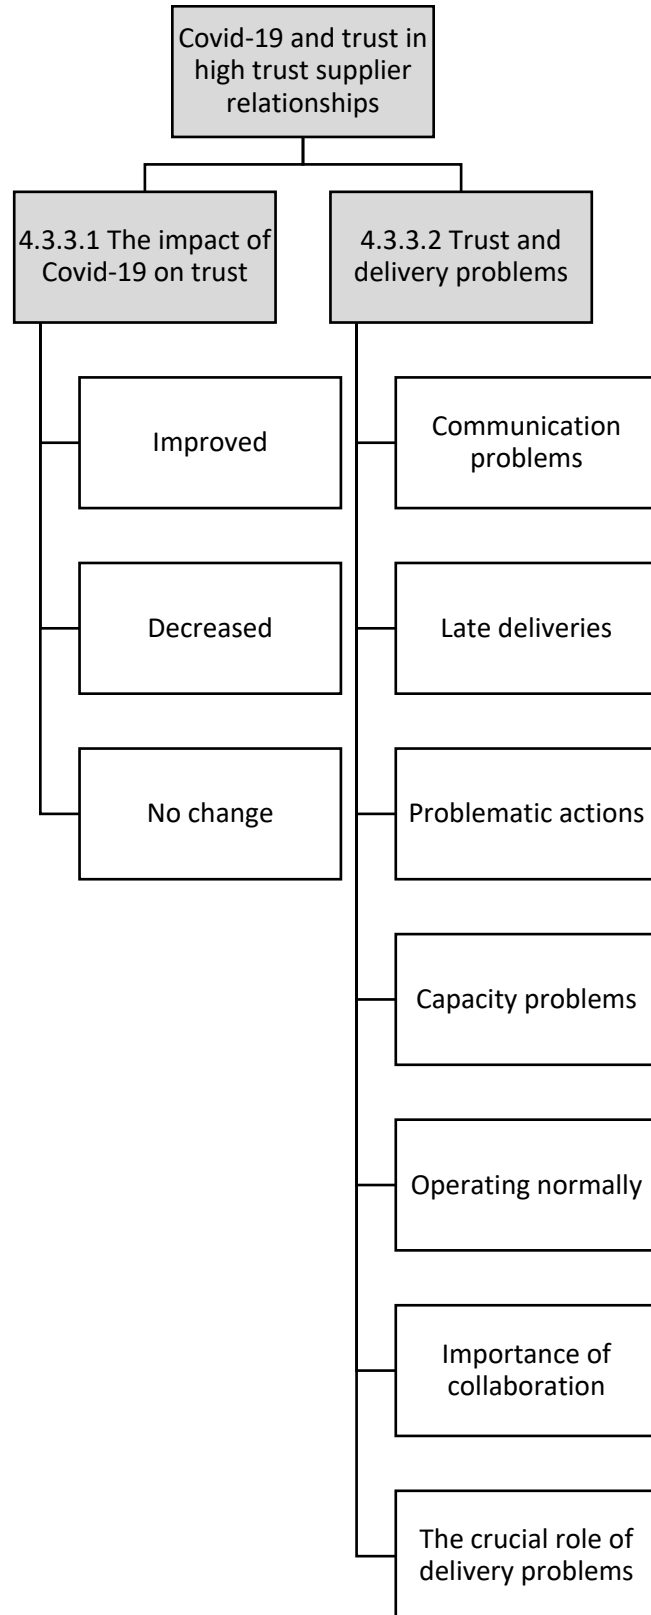 Covid-19 and trust in
high trust supplier
relationships
4.3.3.1 The impact of
Covid-19 on trust
Improved
Decreased
No change
4.3.3.2 Trust and
delivery problems
Communication
problems
Late deliveries
Problematic actions
Capacity problems
Operating normally
Importance of
collaboration
The crucial role of
delivery problems